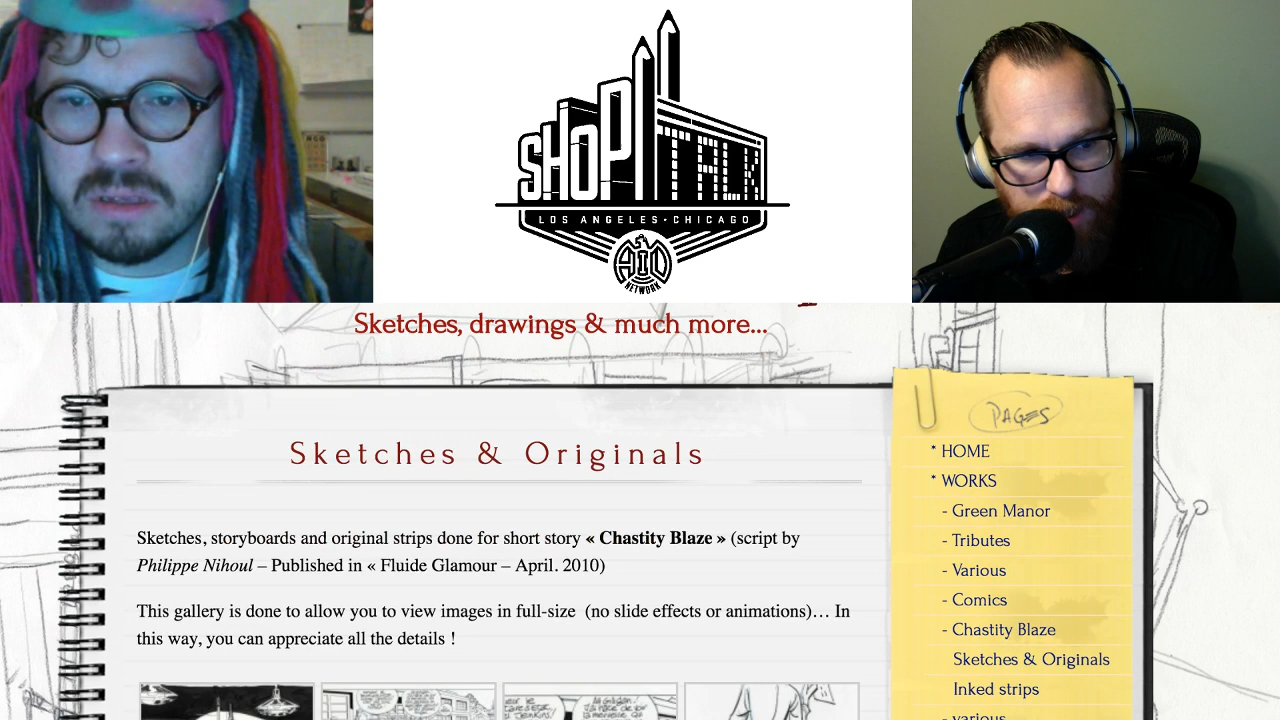 SHOP TALK
LOS ANGELES • CHICAGO
AID
NETWORK
Sketches, drawings & much more...
Sketches & Originals
Sketches, storyboards and original strips done for short story « Chastity Blaze » (script by
Philippe Nihoul – Published in « Fluide Glamour – April. 2010)
This gallery is done to allow you to view images in full-size (no slide effects or animations)… In
this way, you can appreciate all the details !
PAGES
* HOME
* WORKS
- Green Manor
- Tributes
- Various
- Comics
- Chastity Blaze
Sketches & Originals
Inked strips
- various